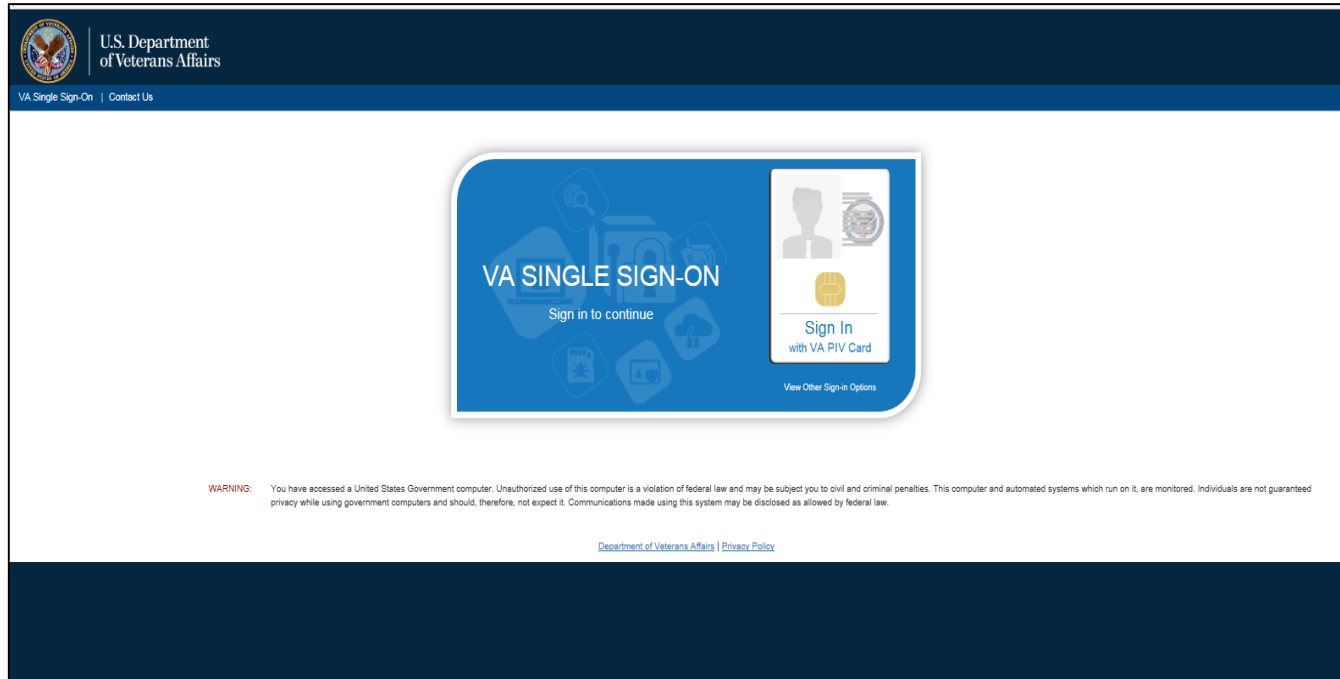 U.S. Department
of Veterans Affairs
VA Single Sign-On | Contact Us
VA SINGLE SIGN-ON
Sign in to continue
Sign In
with VA PIV Card
View Other Sign-in Options
WARNING: You have accessed a United States Government computer. Unauthorized use of this computer is a violation of federal law and may be subject you to civil and criminal penalties. This computer and automated systems which run on it, are monitored. Individuals are not guaranteed
privacy while using government computers and should, therefore, not expect it. Communications made using this system may be disclosed as allowed by federal law.
Department of Veterans Affairs | Privacy Policy